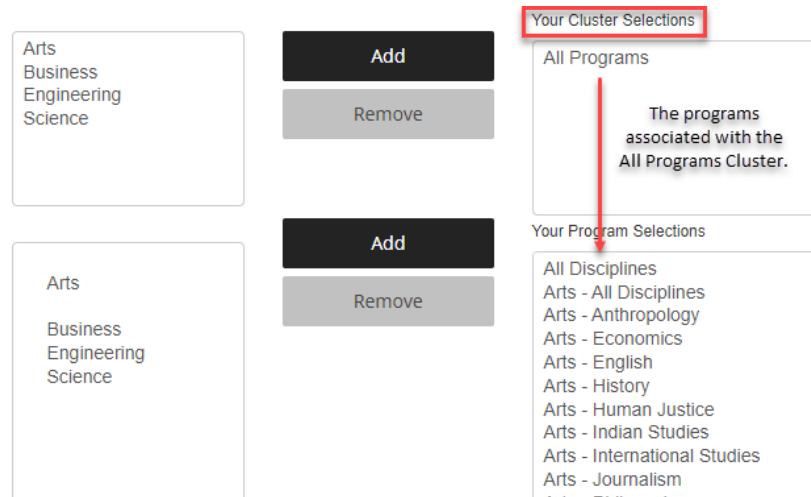 Arts
Business
Engineering
Science
Add
Remove
Your Cluster Selections
All Programs
The programs
associated with the
All Programs Cluster.
Arts
Business
Engineering
Science
Add
Remove
Your Program Selections
All Disciplines
Arts - All Disciplines
Arts - Anthropology
Arts - Economics
Arts - English
Arts - History
Arts - Human Justice
Arts - Indian Studies
Arts - International Studies
Arts - Journalism